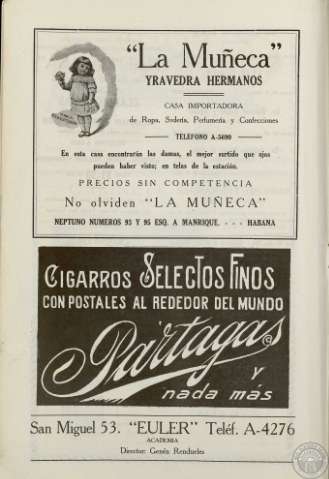 "La Muñeca"
YRAVEDRA HERMANOS
CASA IMPORTADORA
de Ropa, Sedería, Perfumería y Confecciones
TELEFONO A-5690
En esta casa encontrarán las damas, el mejor surtido que ojos
pueden haber visto; en telas de la estación.
PRECIOS SIN COMPETENCIA
No olviden "LA MUÑECA"
NEPTUNO NUMEROS 93 Y 95 ESQ. A MANRIQUE. - - - HABANA
CIGARROS SELECTOS FINOS
CON POSTALES AL REDEDOR DEL MUNDO
Pártagas
y
nada más
San Miguel 53. "EULER" Teléf. A-4276
ACADEMIA
Director: Genén Rendueles